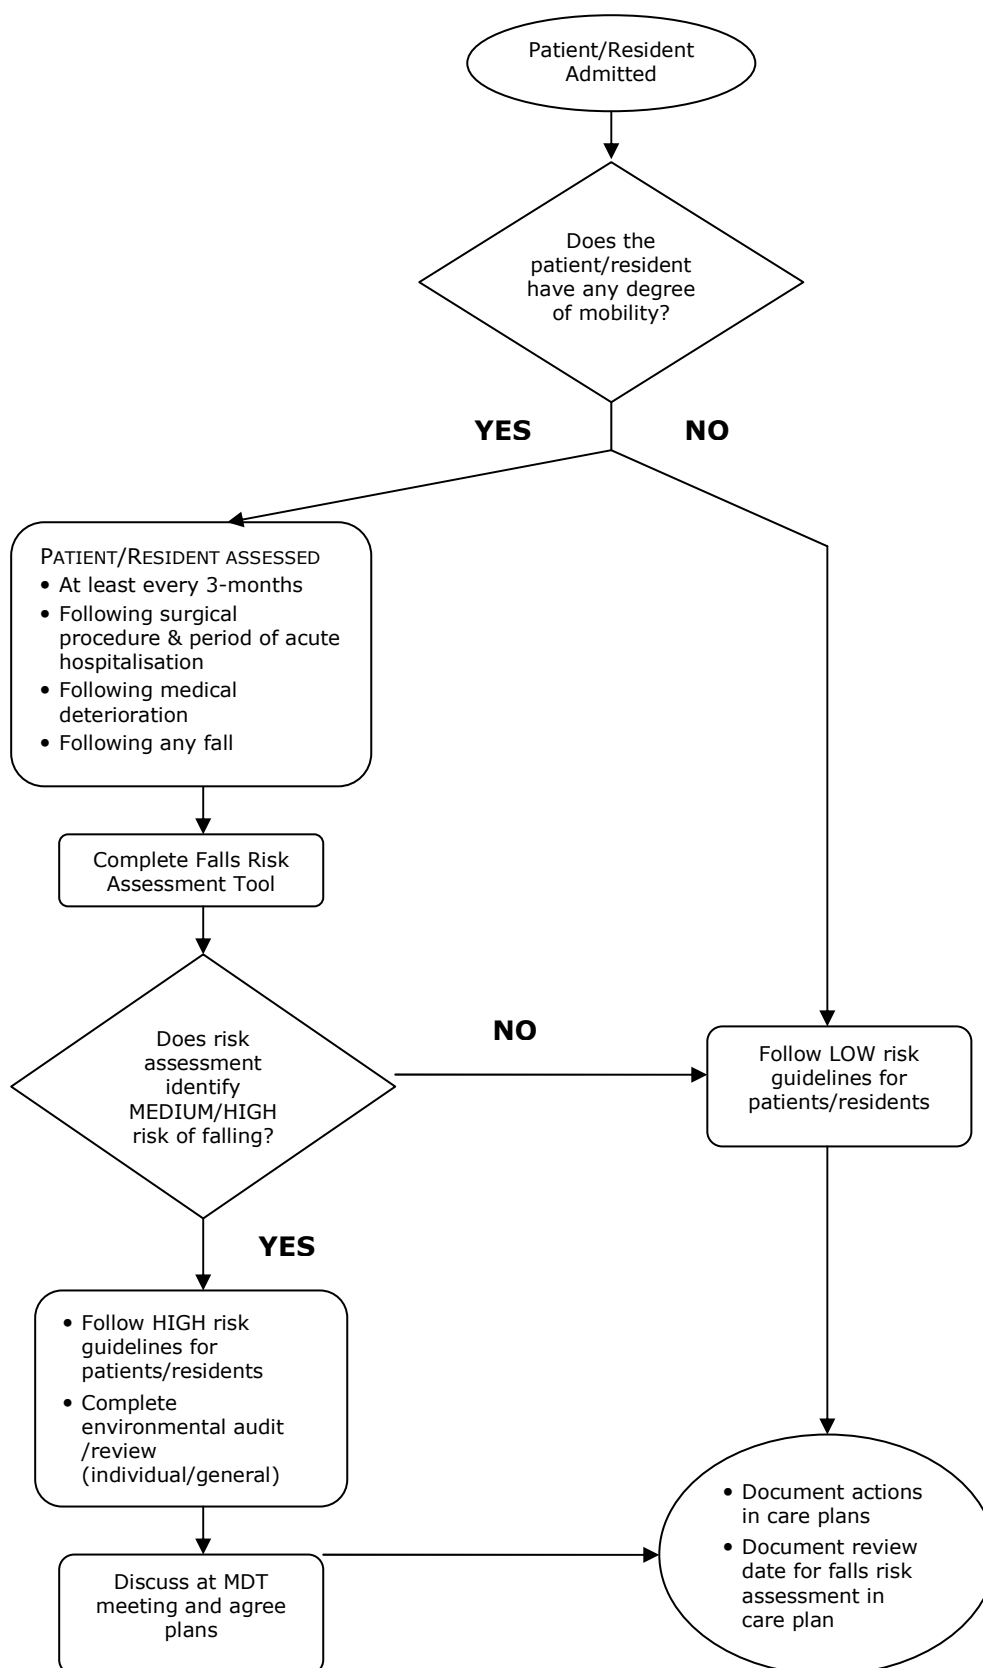 Patient/Resident
Admitted
Does the
patient/resident
have any degree
of mobility?
YES
NO
PATIENT/RESIDENT ASSESSED
• At least every 3-months
• Following surgical
procedure & period of acute
hospitalisation
• Following medical
deterioration
• Following any fall
Complete Falls Risk
Assessment Tool
Does risk
assessment
identify
MEDIUM/HIGH
risk of falling?
NO
Follow LOW risk
guidelines for
patients/residents
YES
• Follow HIGH risk
guidelines for
patients/residents
• Complete
environmental audit
/review
(individual/general)
Discuss at MDT
meeting and agree
plans
• Document actions
in care plans
• Document review
date for falls risk
assessment in
care plan